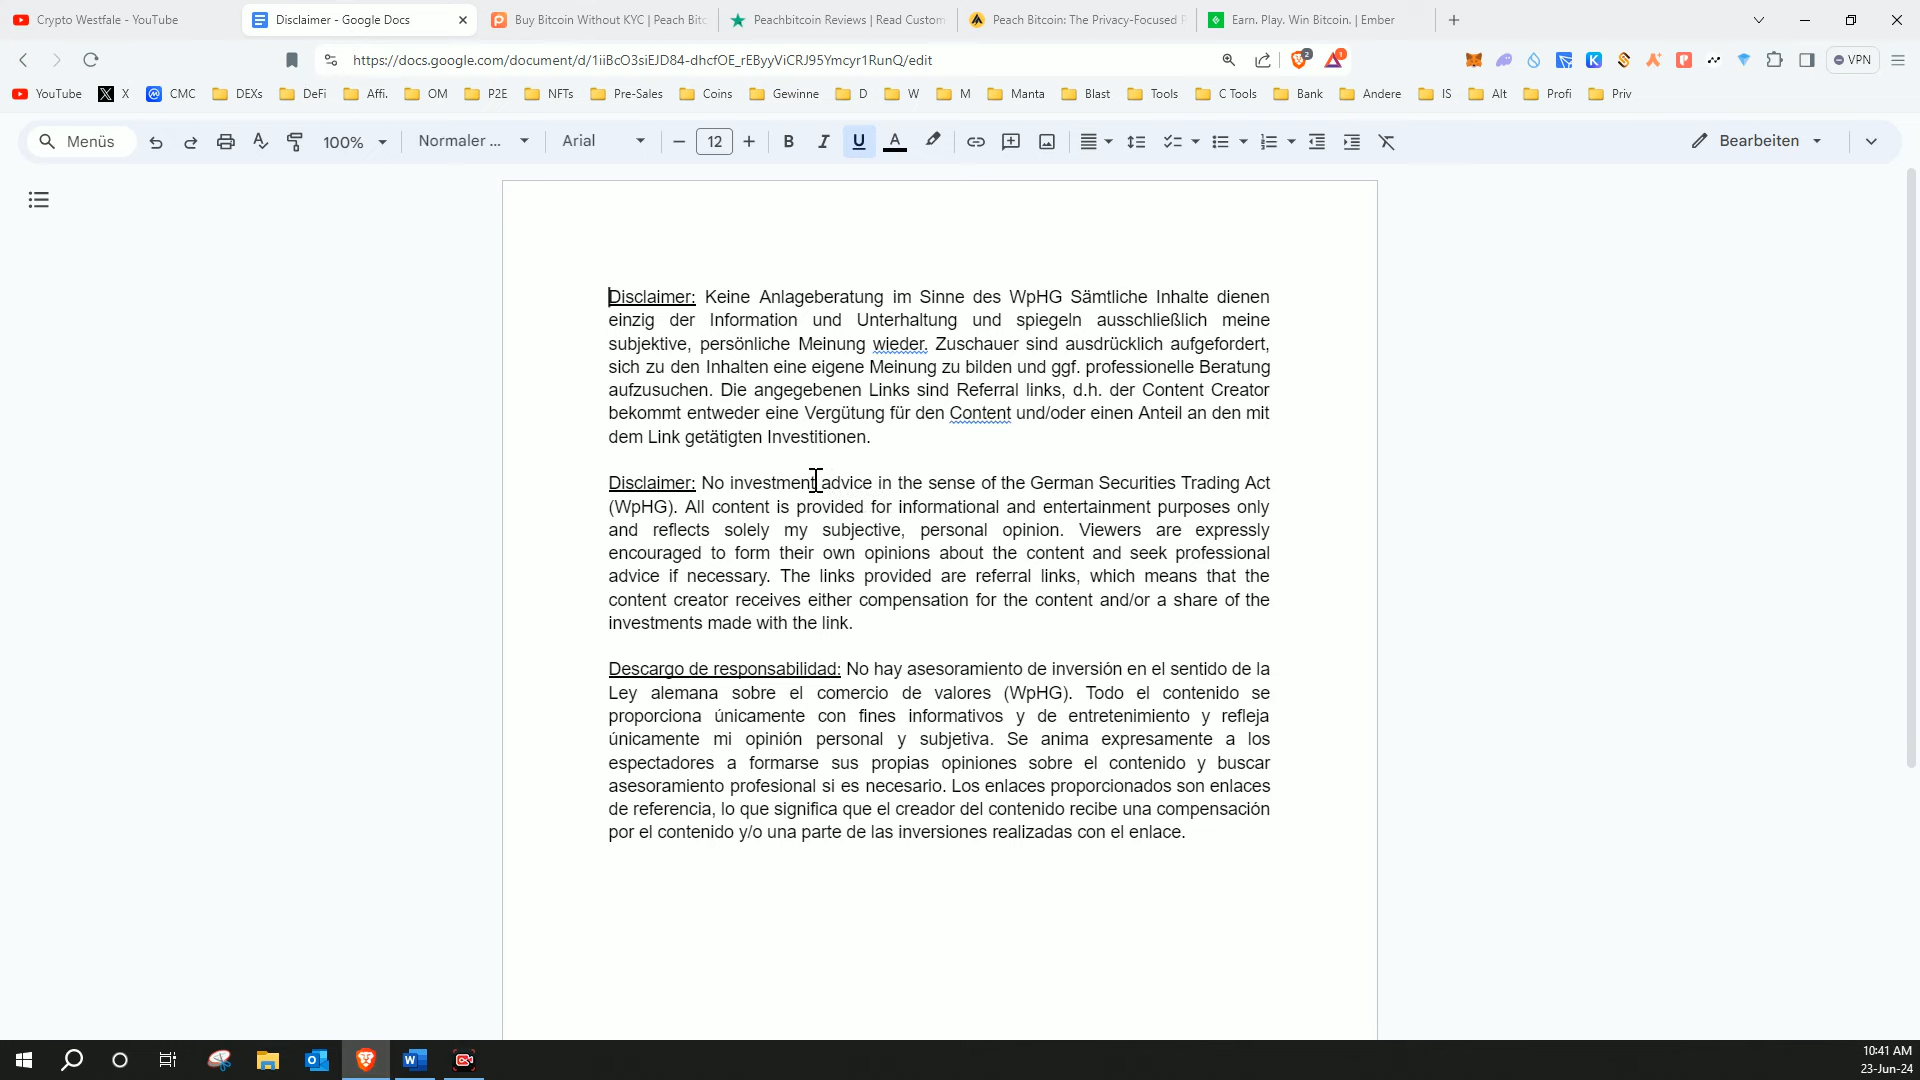 Crypto Westfale - YouTube
Disclaimer - Google Docs
Buy Bitcoin Without KYC | Peach Bitc
Peachbitcoin Reviews | Read Custom
Peach Bitcoin: The Privacy-Focused P
Earn. Play. Win Bitcoin. | Ember
https://docs.google.com/document/d/1iiBcO3siEJD84-dhcfOE_rEByyViCRJ95Ymcyr1RunQ/edit
2
1
VPN
YouTube
X
CMC
DEXs
DeFi
Affi.
OM
P2E
NFTs
Pre-Sales
Coins
Gewinne
D
W
M
Manta
Blast
Tools
C Tools
Bank
Andere
IS
Alt
Profi
Priv
Menüs
100%
Normaler ...
Arial
12
B
I
U
A
Bearbeiten
Disclaimer: Keine Anlageberatung im Sinne des WpHG Sämtliche Inhalte dienen
einzig der Information und Unterhaltung und spiegeln ausschließlich meine
subjektive, persönliche Meinung wieder. Zuschauer sind ausdrücklich aufgefordert,
sich zu den Inhalten eine eigene Meinung zu bilden und ggf. professionelle Beratung
aufzusuchen. Die angegebenen Links sind Referral links, d.h. der Content Creator
bekommt entweder eine Vergütung für den Content und/oder einen Anteil an den mit
dem Link getätigten Investitionen.
Disclaimer: No investment advice in the sense of the German Securities Trading Act
(WpHG). All content is provided for informational and entertainment purposes only
and reflects solely my subjective, personal opinion. Viewers are expressly
encouraged to form their own opinions about the content and seek professional
advice if necessary. The links provided are referral links, which means that the
content creator receives either compensation for the content and/or a share of the
investments made with the link.
Descargo de responsabilidad: No hay asesoramiento de inversión en el sentido de la
Ley alemana sobre el comercio de valores (WpHG). Todo el contenido se
proporciona únicamente con fines informativos y de entretenimiento y refleja
únicamente mi opinión personal y subjetiva. Se anima expresamente a los
espectadores a formarse sus propias opiniones sobre el contenido y buscar
asesoramiento profesional si es necesario. Los enlaces proporcionados son enlaces
de referencia, lo que significa que el creador del contenido recibe una compensación
por el contenido y/o una parte de las inversiones realizadas con el enlace.
10:41 AM
23-Jun-24